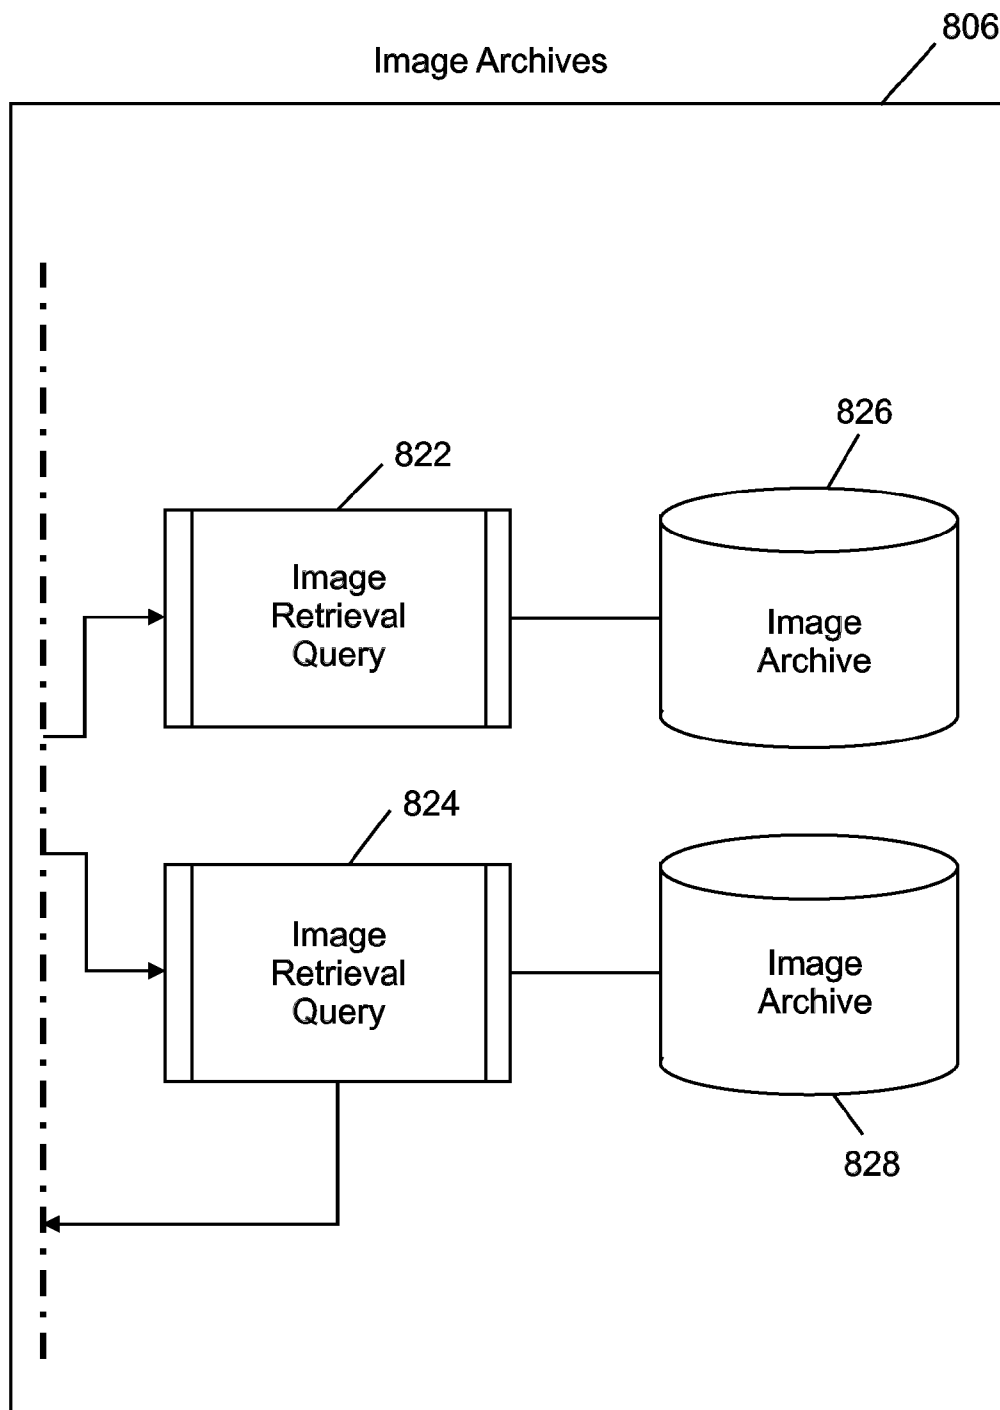 806
Image Archives
826
822
Image
Retrieval
Query
Image
Archive
824
Image
Retrieval
Query
Image
Archive
828